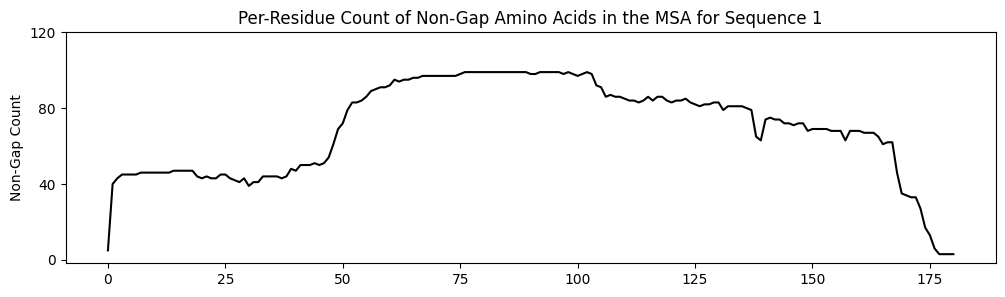 Per-Residue Count of Non-Gap Amino Acids in the MSA for Sequence 1
120
80
40
0
Non-Gap Count
0 25 50 75 100 125 150 175